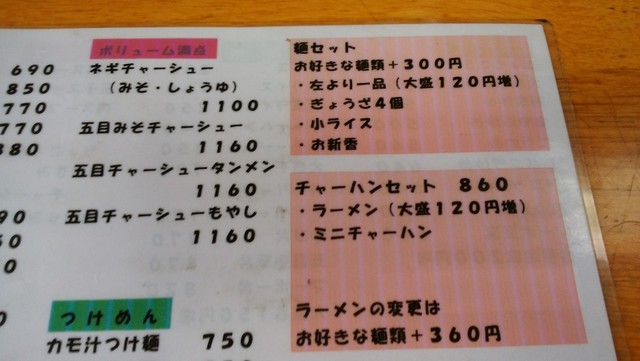 690
850
770
770
880
90
50
0
ボリューム満点
ネギチャーシュー
(みそ・しょうゆ)
1100
五目みそチャーシュー
1160
五目チャーシュータンメン
1160
五目チャーシューもやし
1160
つけめん
カモ汁つけ麺 750
麺セット
お好きな麺類+300円
・左より一品(大盛120円増)
・ぎょうざ4個
・小ライス
・お新香
チャーハンセット 860
・ラーメン(大盛120円増)
・ミニチャーハン
ラーメンの変更は
お好きな麺類+360円